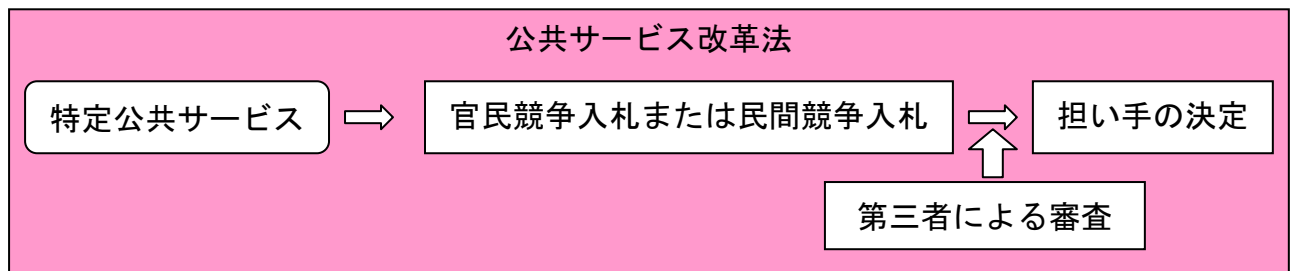 公共サービス改革法
特定公共サービス
官民競争入札または民間競争入札
担い手の決定
第三者による審査